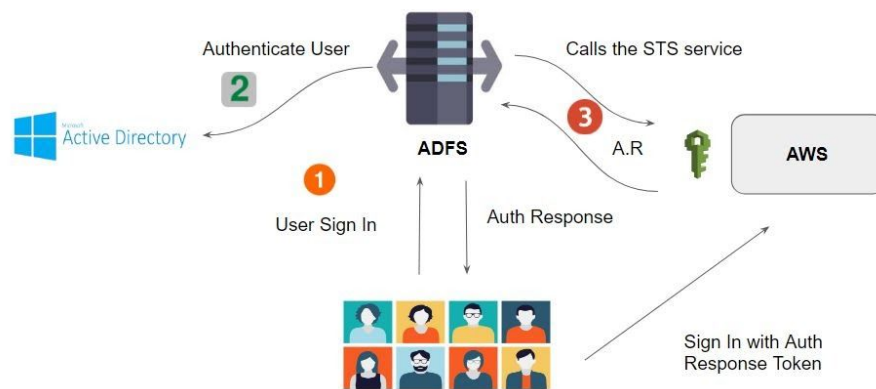 Authenticate User
Calls the STS service
2
Microsoft
Active Directory
3
ADFS
A.R
AWS
1
User Sign In
Auth Response
Sign In with Auth
Response Token